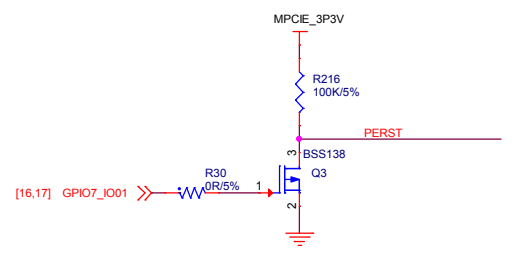 MPCIE_3P3V
R216
100K/5%
PERST
3
BSS138
R30
Q3
0R/5%
1
[16,17] GPIO7_IO01
2